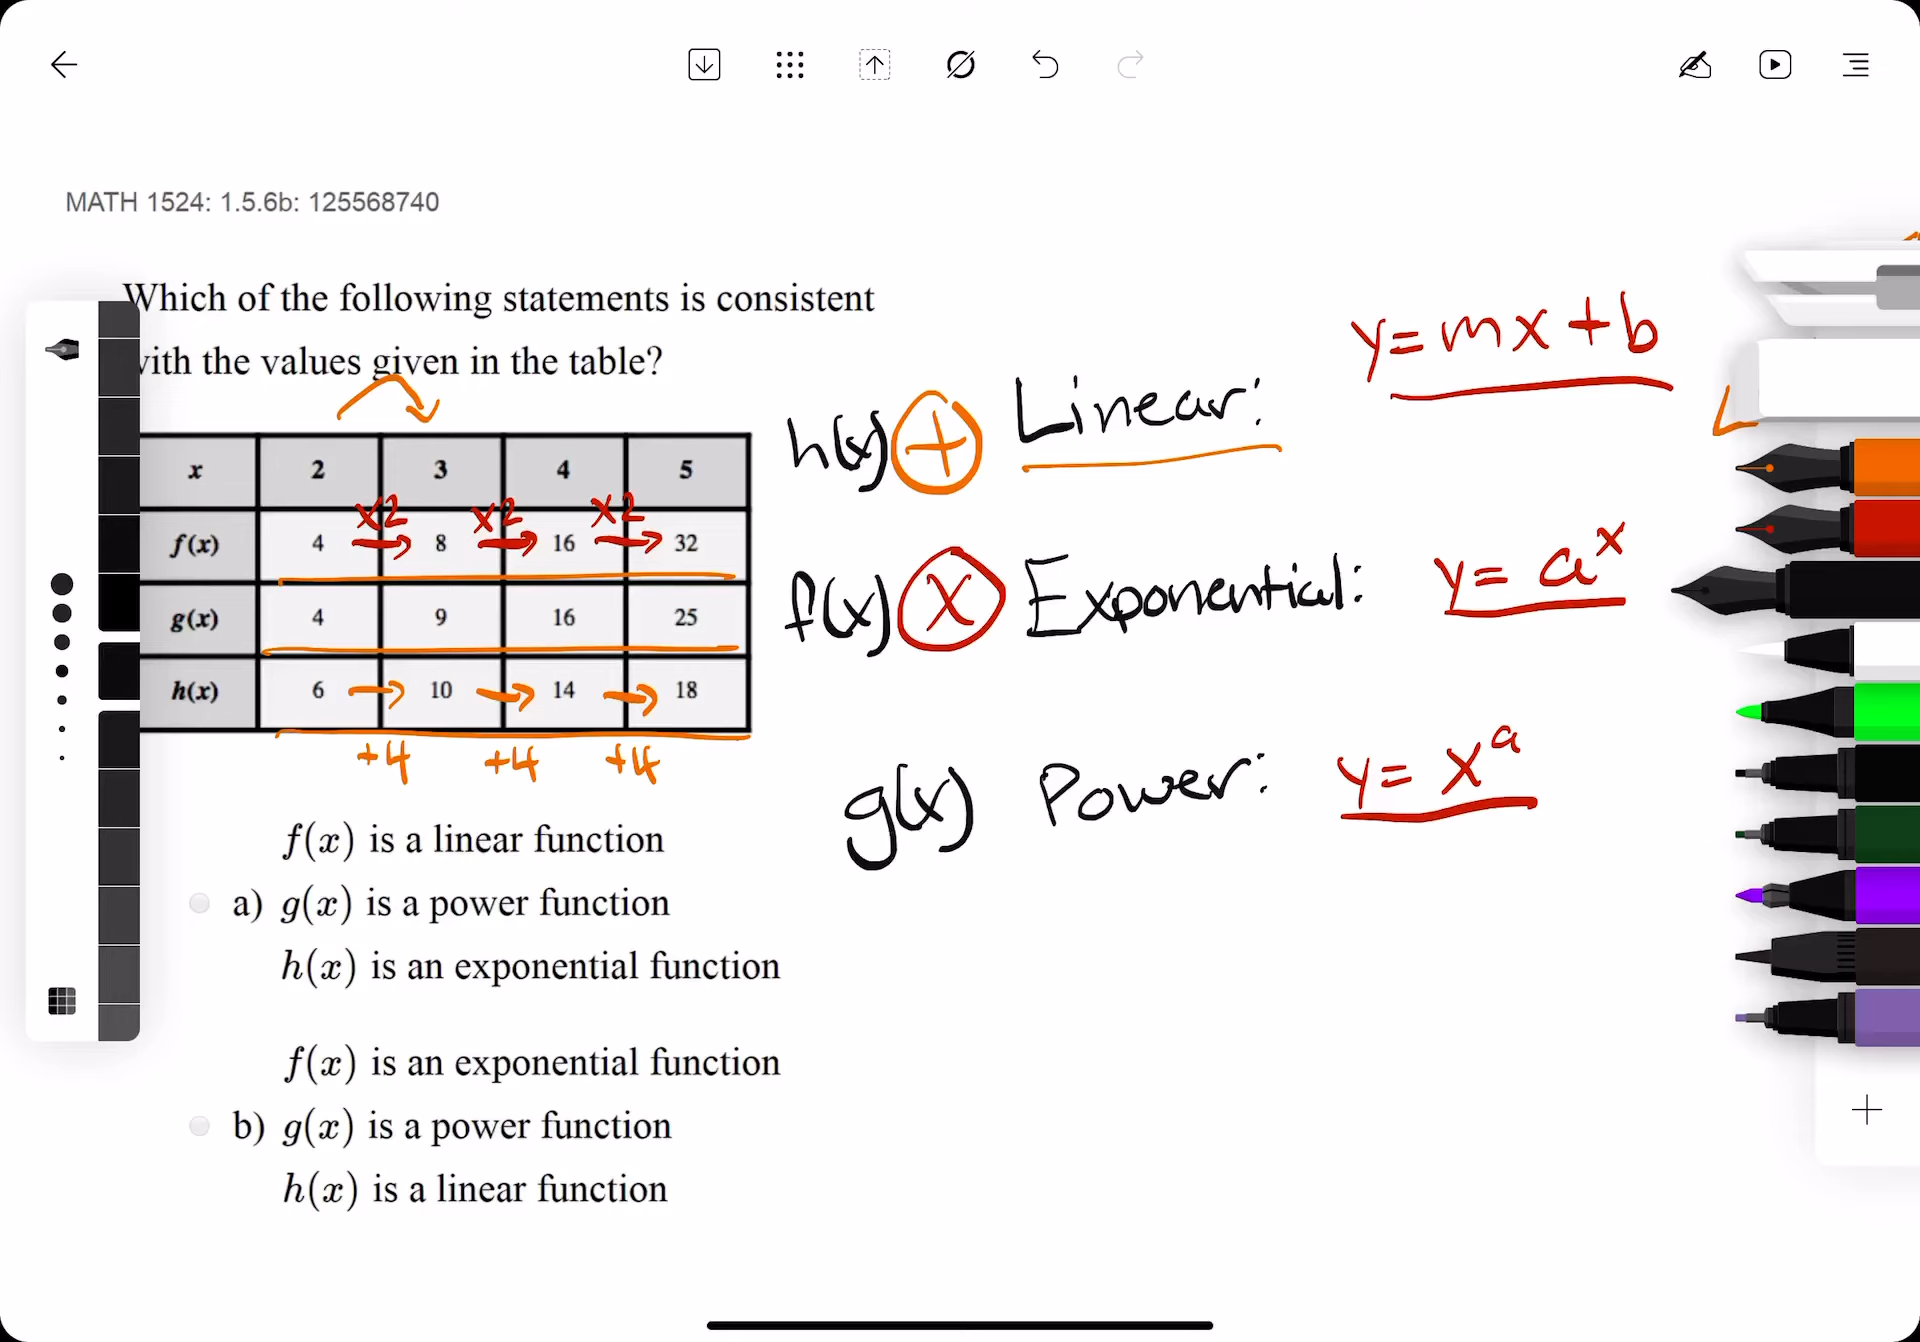 MATH 1524: 1.5.6b: 125568740
Which of the following statements is consistent
with the values given in the table?
y = mx + b
h(x) + Linear:
x 2 3 4 5
x2 x2 x2
f(x) 4 8 16 32
f(x) x Exponential: y = a^x
g(x) 4 9 16 25
h(x) 6 10 14 18
+4 +4 +4
g(x) Power: y = x^a
f(x) is a linear function
a) g(x) is a power function
h(x) is an exponential function
f(x) is an exponential function
b) g(x) is a power function
h(x) is a linear function